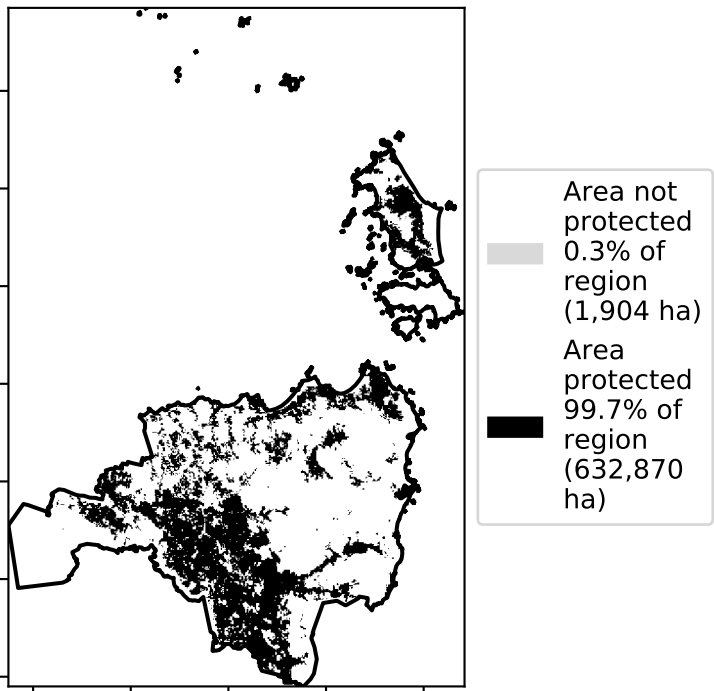 Area not
protected
0.3% of
region
(1,904 ha)
Area
protected
99.7% of
region
(632,870
ha)